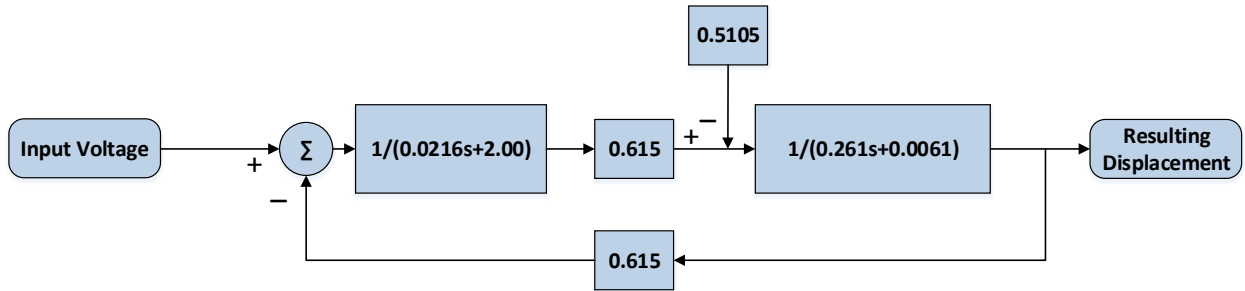 0.5105
Input Voltage
+
−
Σ
1/(0.0216s+2.00)
0.615
+
−
1/(0.261s+0.0061)
Resulting
Displacement
0.615